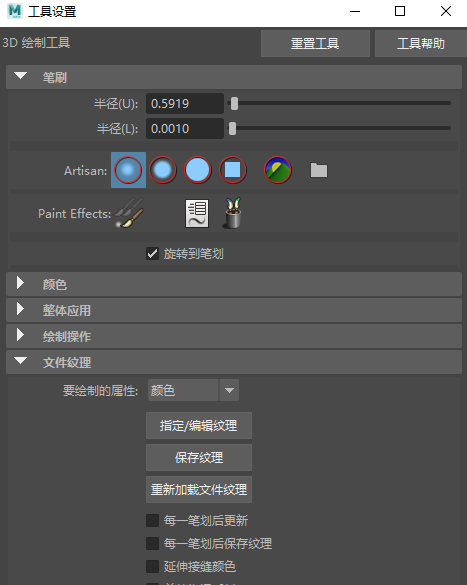 工具设置
3D 绘制工具 重置工具 工具帮助
笔刷
半径(U): 0.5919
半径(L): 0.0010
Artisan:
Paint Effects:
旋转到笔划
颜色
整体应用
绘制操作
文件纹理
要绘制的属性: 颜色
指定/编辑纹理
保存纹理
重新加载文件纹理
每一笔划后更新
每一笔划后保存纹理
延伸接缝颜色